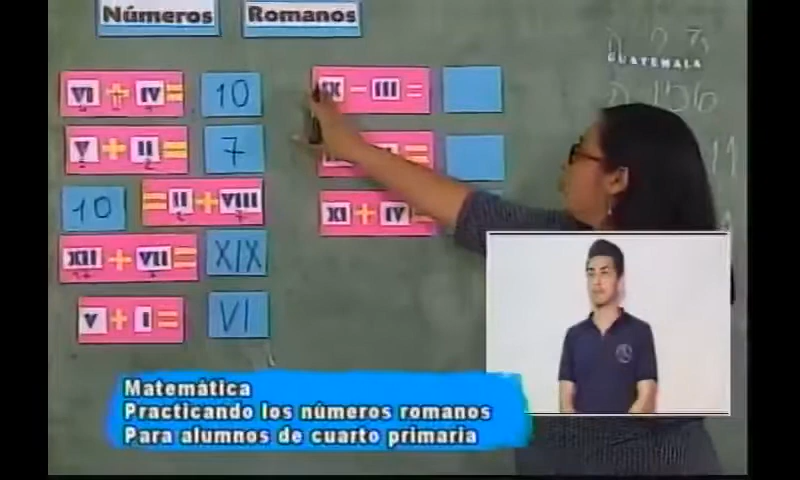 Números Romanos
GUATEMALA
VI + IV = 10
IX - III =
V + II = 7
10 = II + VIII
XI + IV =
XII + VII = XIX
V + I = VI
Matemática
Practicando los números romanos
Para alumnos de cuarto primaria